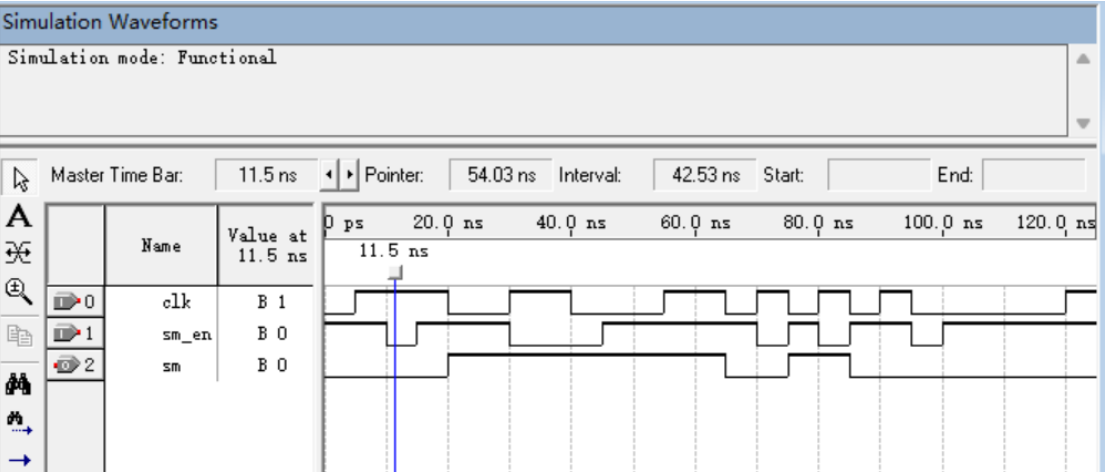 Simulation Waveforms
Simulation mode: Functional
Master Time Bar: 11.5 ns Pointer: 54.03 ns Interval: 42.53 ns Start: End:
A
Name Value at 11.5 ns
0 ps 20.0 ns 40.0 ns 60.0 ns 80.0 ns 100.0 ns 120.0 ns
11.5 ns
0 clk B 1
1 sm_en B 0
2 sm B 0